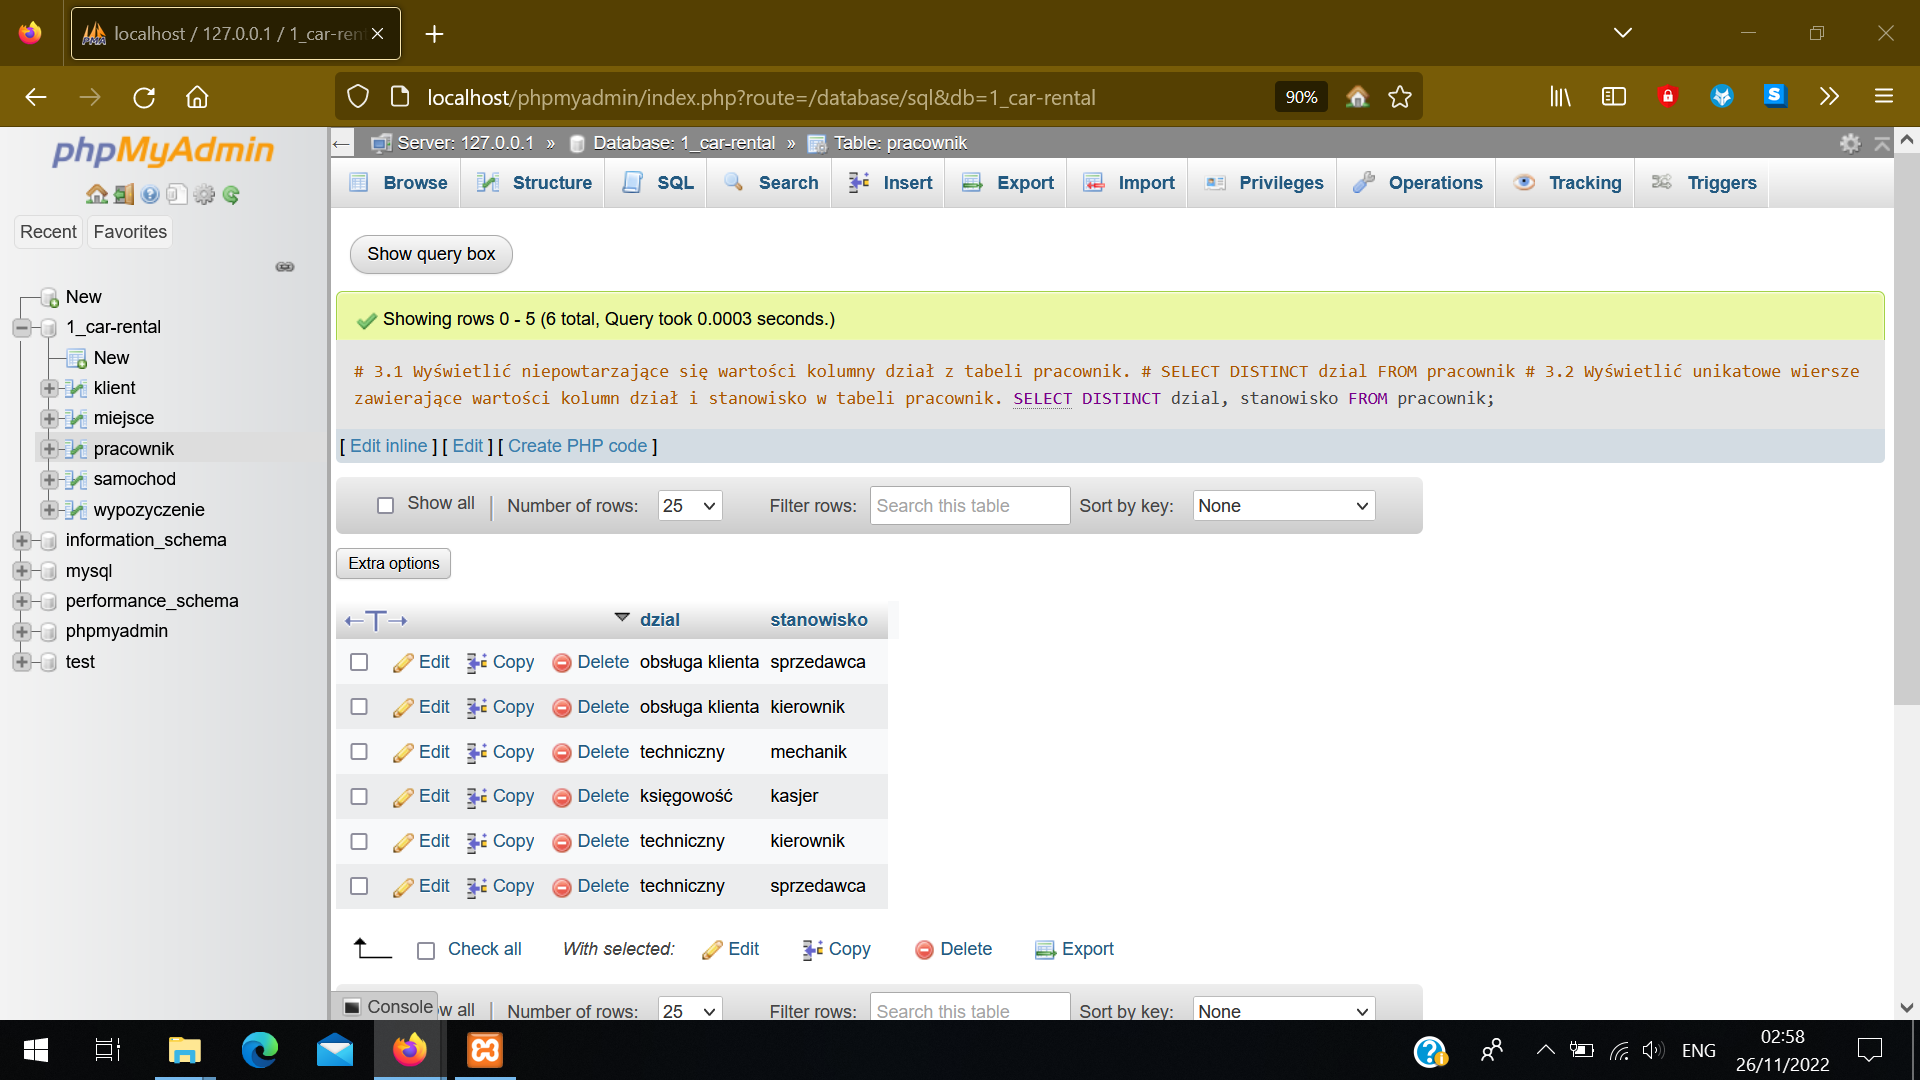 localhost / 127.0.0.1 / 1_car-ren
localhost/phpmyadmin/index.php?route=/database/sql&db=1_car-rental
90%
phpMyAdmin
Recent
Favorites
New
1_car-rental
New
klient
miejsce
pracownik
samochod
wypozyczenie
information_schema
mysql
performance_schema
phpmyadmin
test
Server: 127.0.0.1 » Database: 1_car-rental » Table: pracownik
Browse Structure SQL Search Insert Export Import Privileges Operations Tracking Triggers
Show query box
Showing rows 0 - 5 (6 total, Query took 0.0003 seconds.)
# 3.1 Wyświetlić niepowtarzające się wartości kolumny dział z tabeli pracownik. # SELECT DISTINCT dzial FROM pracownik # 3.2 Wyświetlić unikatowe wiersze
zawierające wartości kolumn dział i stanowisko w tabeli pracownik. SELECT DISTINCT dzial, stanowisko FROM pracownik;
[ Edit inline ] [ Edit ] [ Create PHP code ]
Show all | Number of rows: 25 Filter rows: Search this table Sort by key: None
Extra options
dzial stanowisko
Edit Copy Delete obsługa klienta sprzedawca
Edit Copy Delete obsługa klienta kierownik
Edit Copy Delete techniczny mechanik
Edit Copy Delete księgowość kasjer
Edit Copy Delete techniczny kierownik
Edit Copy Delete techniczny sprzedawca
Check all With selected: Edit Copy Delete Export
Console w all | Number of rows: 25 Filter rows: Search this table Sort by key: None
ENG
02:58
26/11/2022